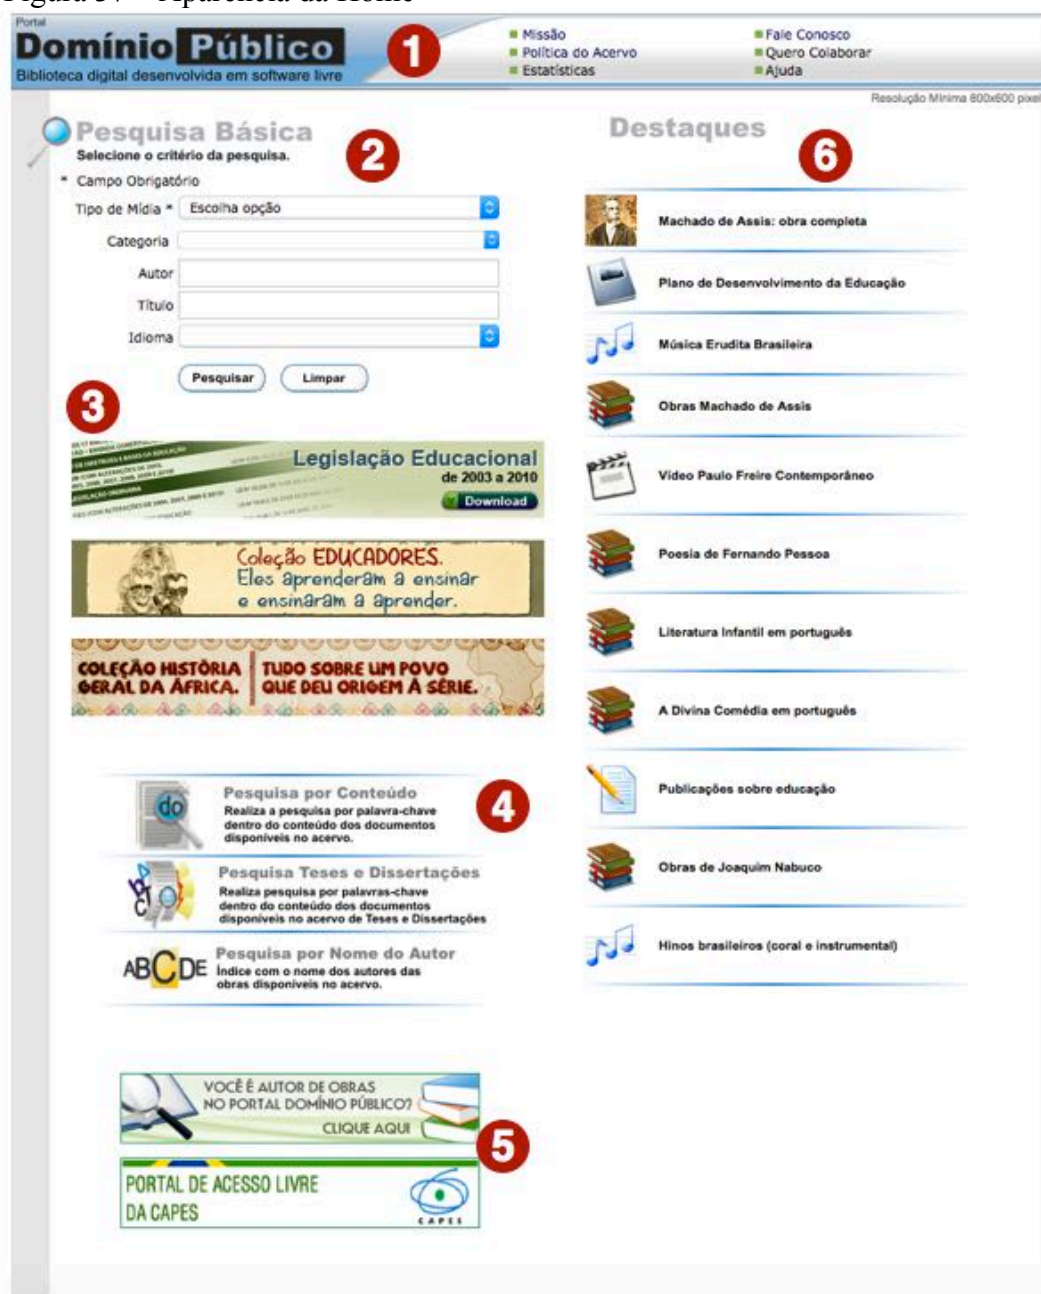 Figura 37 – Aparência da Home
Portal
Domínio Público
Biblioteca digital desenvolvida em software livre
1
Missão
Política do Acervo
Estatísticas
Fale Conosco
Quero Colaborar
Ajuda
Resolução Mínima 800x600 pixel
Pesquisa Básica
Selecione o critério da pesquisa.
2
* Campo Obrigatório
Tipo de Mídia * Escolha opção
Categoria
Autor
Título
Idioma
Pesquisar Limpar
3
Legislação Educacional
de 2003 a 2010
Download
Coleção EDUCADORES.
Eles aprenderam a ensinar
e ensinaram a aprender.
COLEÇÃO HISTÓRIA
GERAL DA ÁFRICA.
TUDO SOBRE UM POVO
QUE DEU ORIGEM À SÉRIE.
do
Pesquisa por Conteúdo
Realiza a pesquisa por palavra-chave
dentro do conteúdo dos documentos
disponíveis no acervo.
4
Pesquisa Teses e Dissertações
Realiza pesquisa por palavras-chave
dentro do conteúdo dos documentos
disponíveis no acervo de Teses e Dissertações
ABCDE
Pesquisa por Nome do Autor
Índice com o nome dos autores das
obras disponíveis no acervo.
VOCÊ É AUTOR DE OBRAS
NO PORTAL DOMÍNIO PÚBLICO?
CLIQUE AQUI
5
PORTAL DE ACESSO LIVRE
DA CAPES
CAPES
Destaques
6
Machado de Assis: obra completa
Plano de Desenvolvimento da Educação
Música Erudita Brasileira
Obras Machado de Assis
Vídeo Paulo Freire Contemporâneo
Poesia de Fernando Pessoa
Literatura Infantil em português
A Divina Comédia em português
Publicações sobre educação
Obras de Joaquim Nabuco
Hinos brasileiros (coral e instrumental)